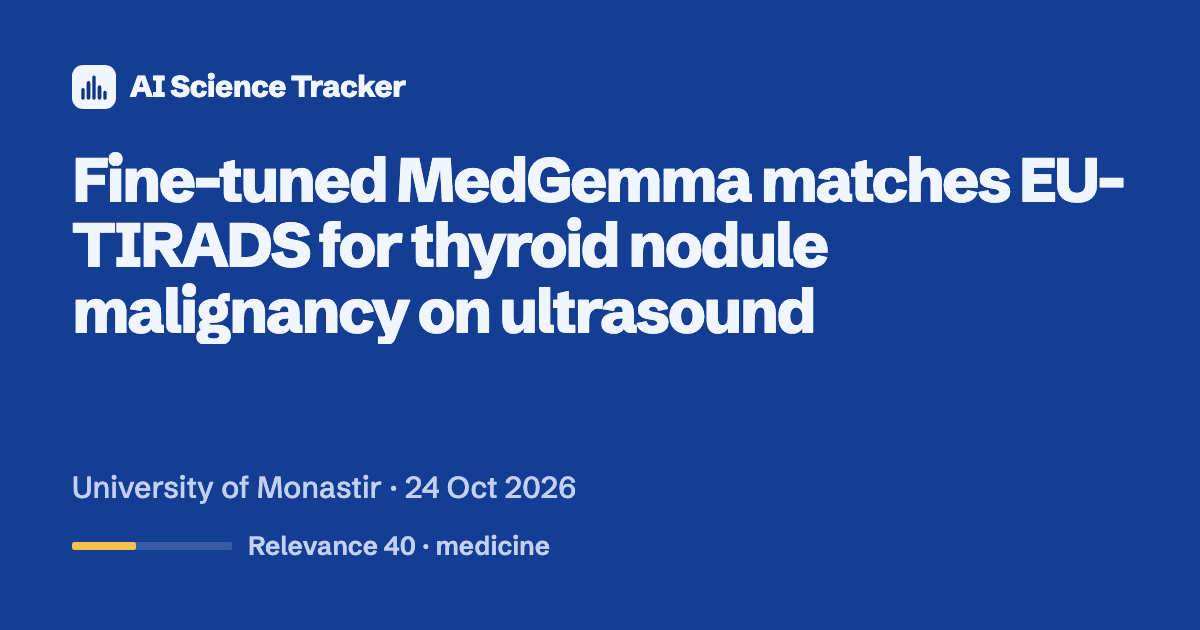 AI Science Tracker
Fine-tuned MedGemma matches EU-
TIRADS for thyroid nodule
malignancy on ultrasound
University of Monastir · 24 Oct 2026
Relevance 40 · medicine